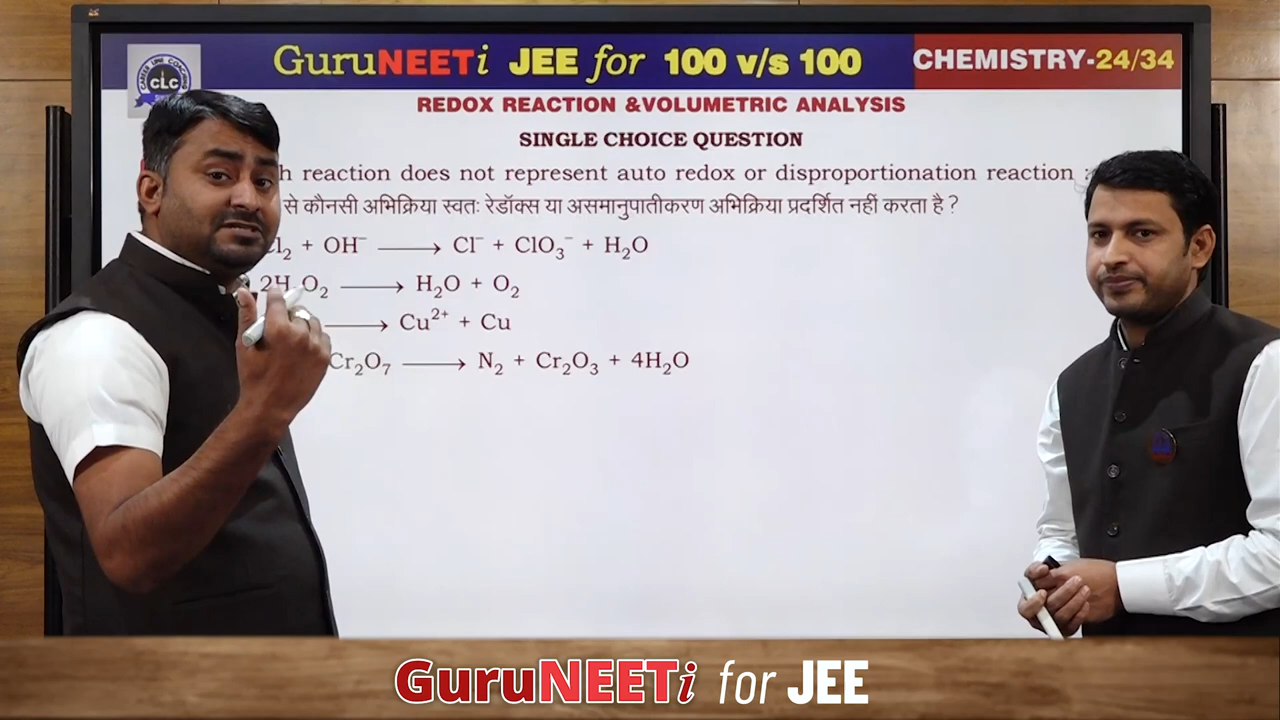 GuruNEETi JEE for 100 v/s 100
CHEMISTRY-24/34
CLC
REDOX REACTION &VOLUMETRIC ANALYSIS
SINGLE CHOICE QUESTION
reaction does not represent auto redox or disproportionation reaction :
से कौनसी अभिक्रिया स्वतः रेडॉक्स या असमानुपातीकरण अभिक्रिया प्रदर्शित नहीं करता है ?
+ OH⁻ ⟶ Cl⁻ + ClO₃⁻ + H₂O
2H₂O₂ ⟶ H₂O + O₂
⟶ Cu²⁺ + Cu
Cr₂O₇ ⟶ N₂ + Cr₂O₃ + 4H₂O
GuruNEETi for JEE